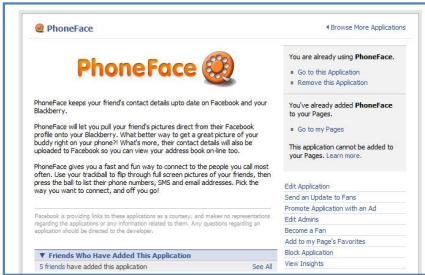 PhoneFace
Browse More Applications
PhoneFace
PhoneFace keeps your friend's contact details upto date on Facebook and your
Blackberry.
PhoneFace will let you pull your friend's pictures direct from their Facebook
profile onto your Blackberry. What better way to get a great picture of your
buddy right on your phone?! What's more, their contact details will also be
uploaded to Facebook so you can view your address book on-line too.
PhoneFace gives you a fast and fun way to connect to the people you call most
often. Use your trackball to flip through full screen pictures of your friends, then
press the ball to list their phone numbers, SMS and email addresses. Pick the
way you want to connect, and off you go!
Facebook is providing links to these applications as a courtesy, and makes no representations
regarding the applications or any information related to them. Any questions regarding an
application should be directed to the developer.
Friends Who Have Added This Application
5 friends have added this application See All
You are already using PhoneFace.
Go to this Application
Remove this Application
You've already added PhoneFace
to your Pages.
Go to my Pages
This application cannot be added to
your Pages. Learn more.
Edit Application
Send an Update to Fans
Promote Application with an Ad
Edit Admins
Become a Fan
Add to my Page's Favorites
Block Application
View Insights